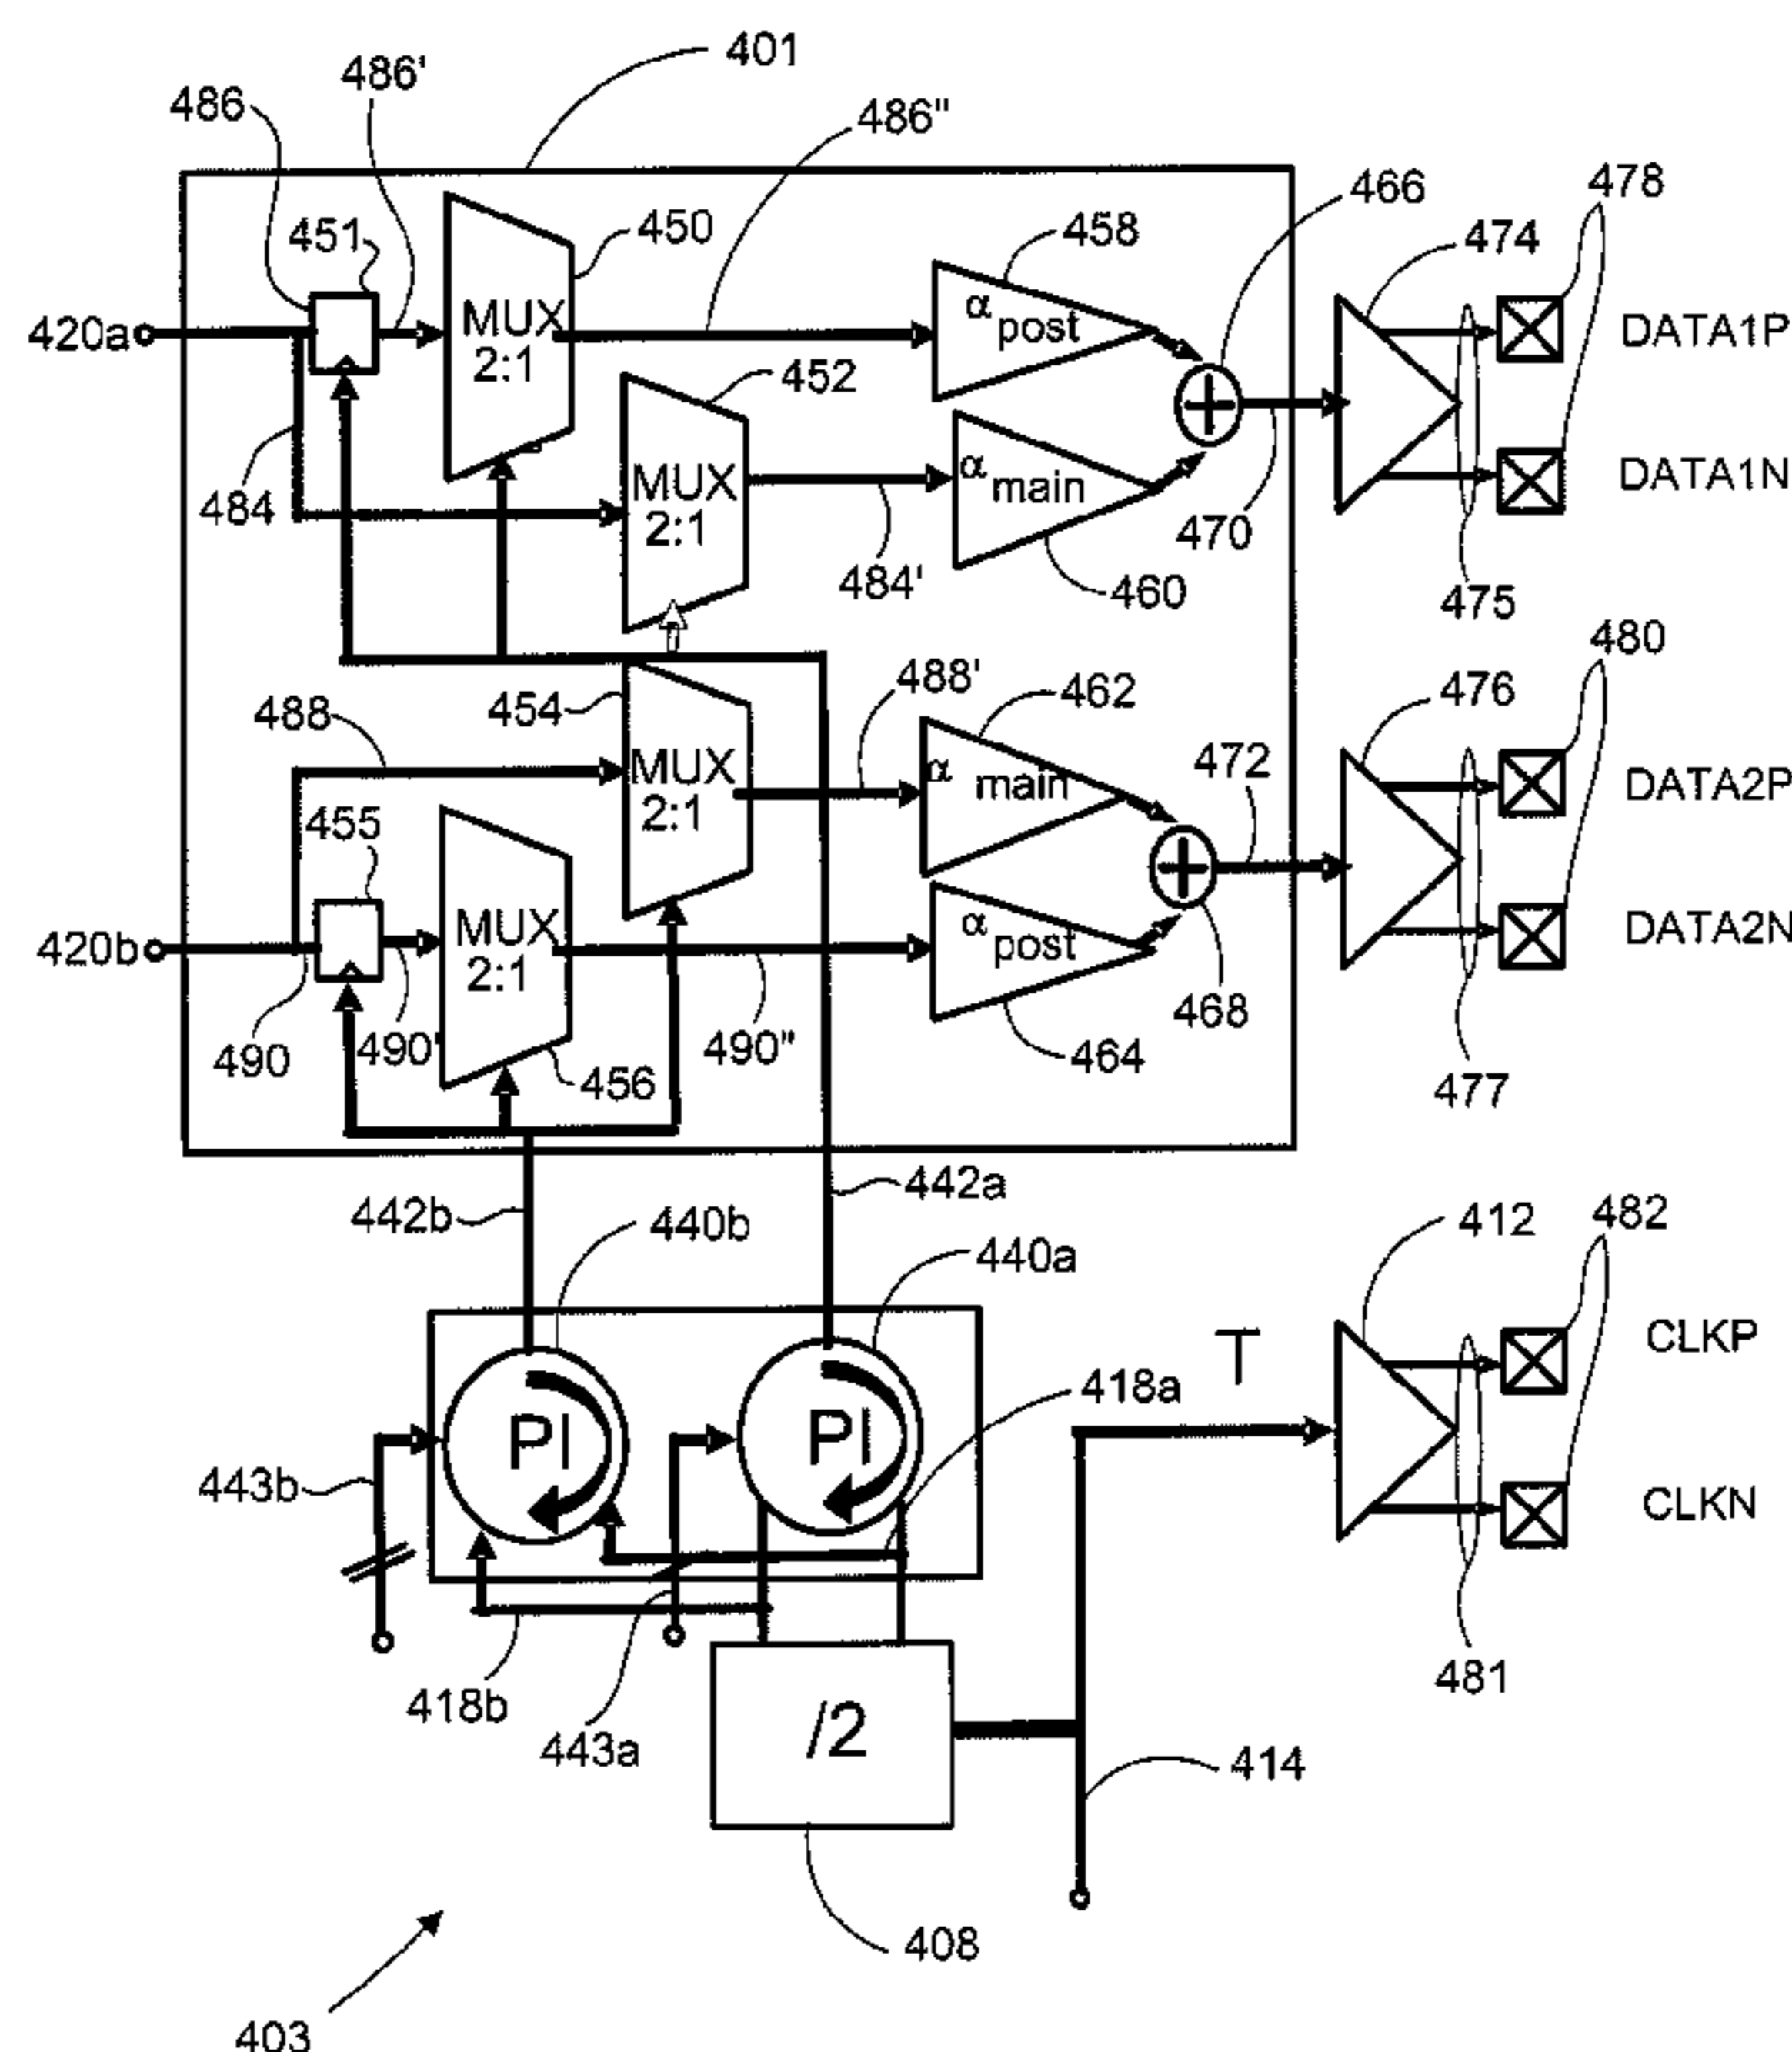 401
486'
486
486"
478
466
450
458
474
451
α post
MUX 2:1
420a
DATA1P
452
MUX 2:1
α main
DATA1N
484
470
484'
460
475
480
488'
462
476
454
488
472
MUX 2:1
α main
DATA2P
455
MUX 2:1
α post
DATA2N
420b
468
490
490'
490"
464
456
477
442a
442b
440b
412
482
440a
T
CLKP
418a
PI
PI
443b
CLKN
481
418b
443a
/2
414
408
403